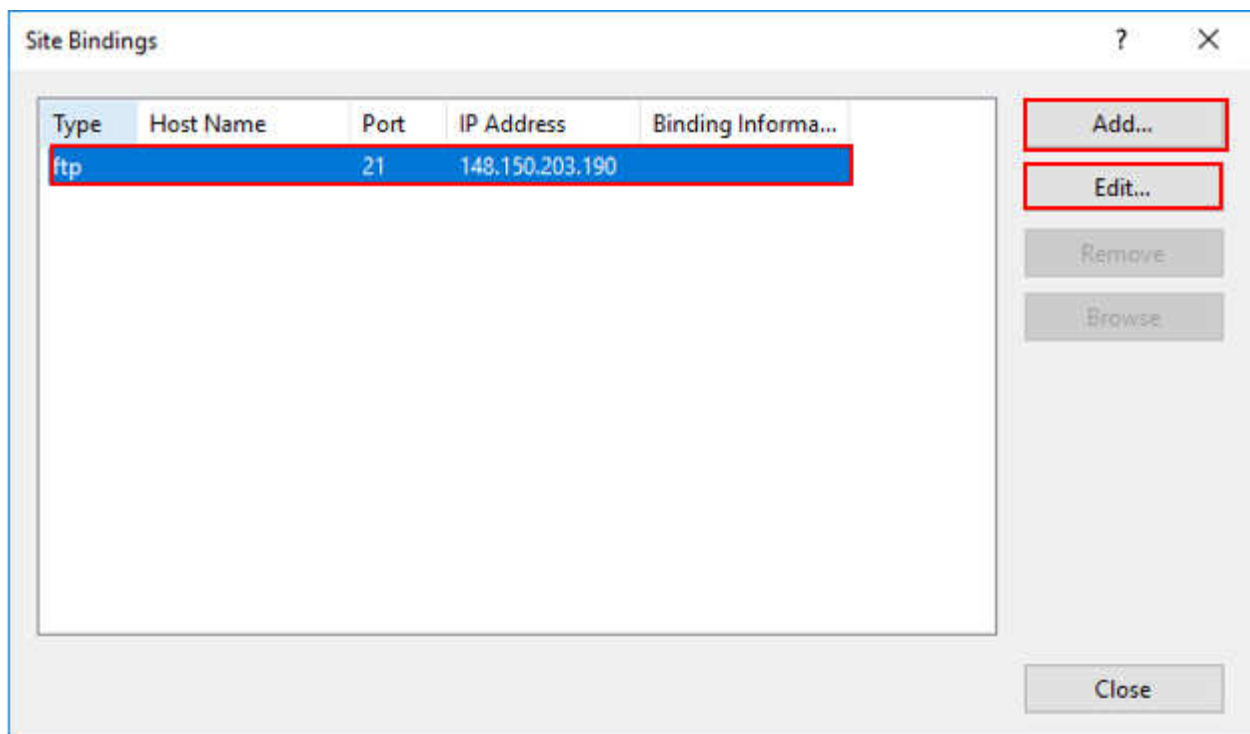 Site Bindings ?
Type Host Name Port IP Address Binding Informa...
ftp 21 148.150.203.190
Add...
Edit...
Remove
Browse
Close